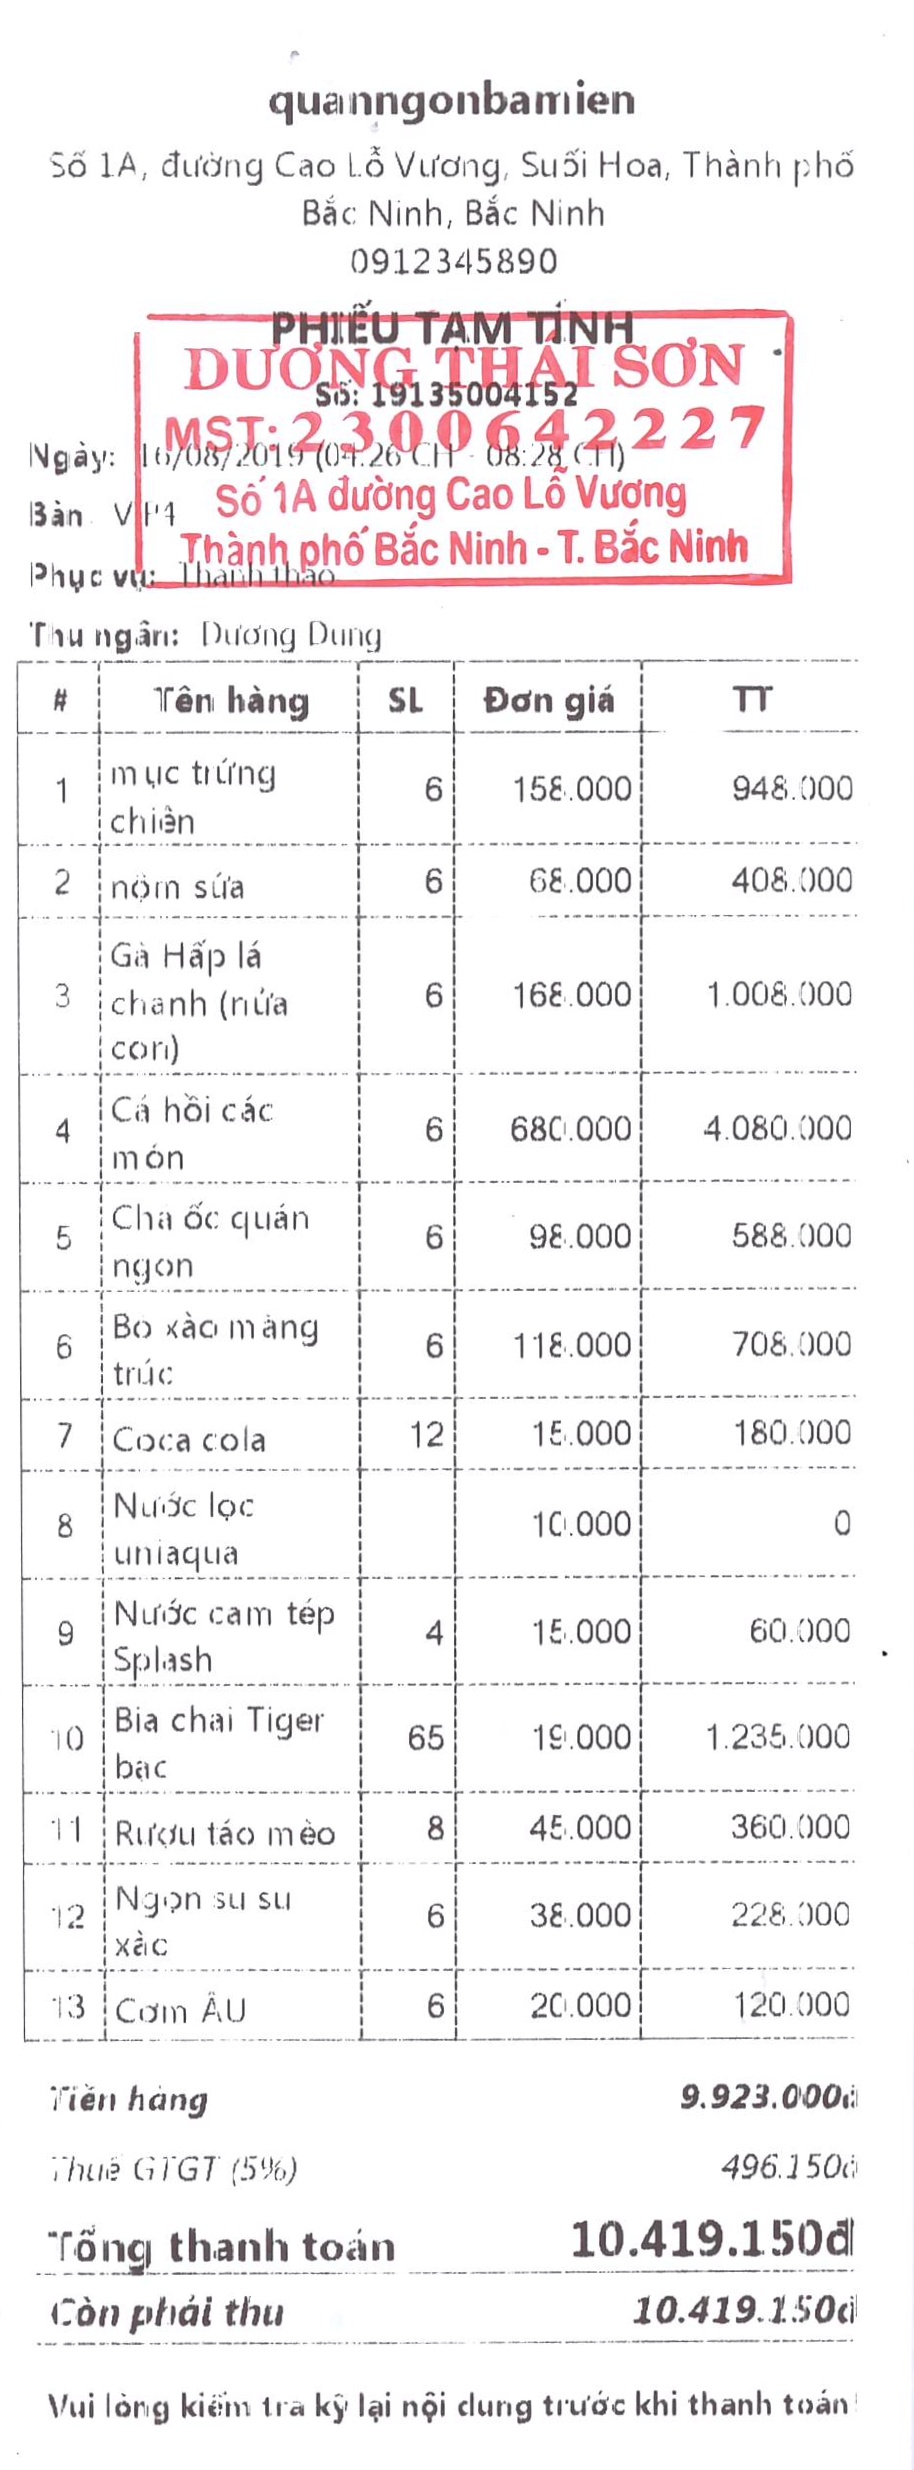 quanngonbamien
Số 1A, đường Cao Lỗ Vương, Suối Hoa, Thành phố
Bắc Ninh, Bắc Ninh
0912345890
PHIẾU TẠM TÍNH
DƯƠNG THÁI SƠN
Số: 19135004152
MST: 2300642227
Ngày: 16/08/2019 (04:26 CH - 08:28 CH)
Số 1A đường Cao Lỗ Vương
Bàn VIP4
Thành phố Bắc Ninh - T. Bắc Ninh
Phục vụ: Thanh thao
Thu ngân: Dương Dung
# Tên hàng SL Đơn giá TT
1 mục trứng chiên 6 158.000 948.000
2 nộm sứa 6 68.000 408.000
3 Gà Hấp lá chanh (nửa con) 6 168.000 1.008.000
4 Cá hồi các món 6 680.000 4.080.000
5 Cha ốc quán ngon 6 98.000 588.000
6 Bo xào măng trúc 6 118.000 708.000
7 Coca cola 12 15.000 180.000
8 Nước lọc uniaqua 10.000 0
9 Nước cam tép Splash 4 15.000 60.000
10 Bia chai Tiger bạc 65 19.000 1.235.000
11 Rượu táo mèo 8 45.000 360.000
12 Ngọn su su xào 6 38.000 228.000
13 Cơm ÂU 6 20.000 120.000
Tiền hàng 9.923.000đ
Thuế GTGT (5%) 496.150đ
Tổng thanh toán 10.419.150đ
Còn phải thu 10.419.150đ
Vui lòng kiểm tra kỹ lại nội dung trước khi thanh toán!